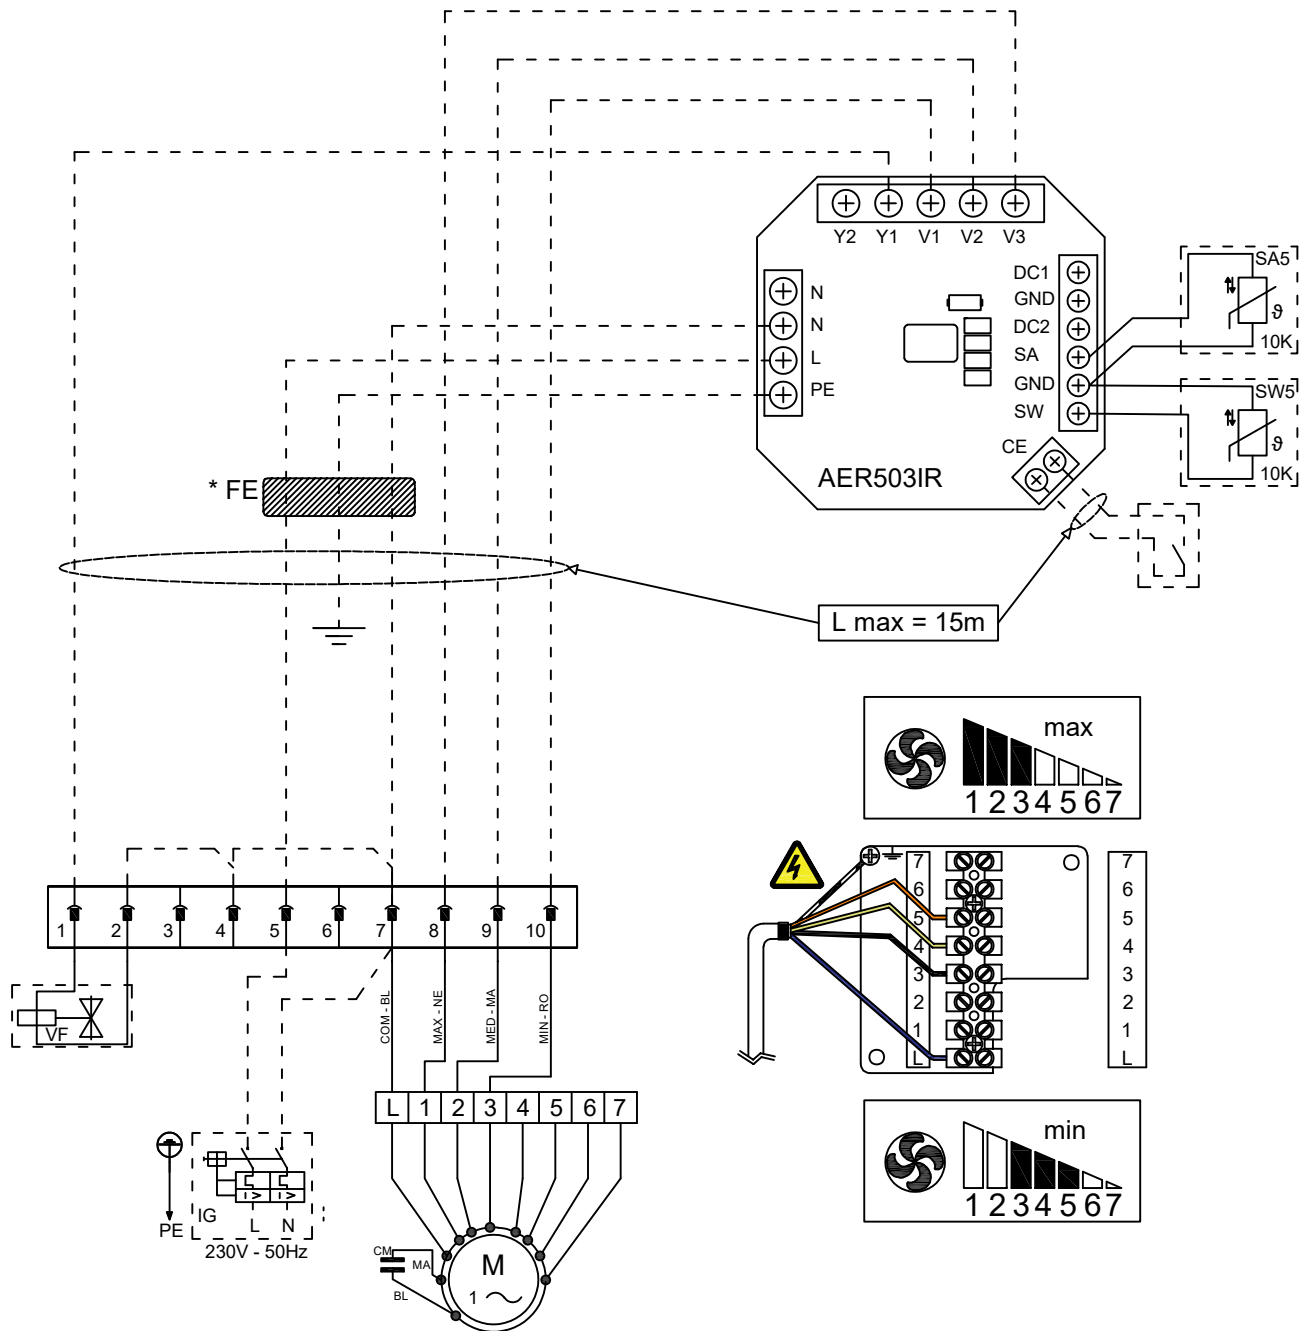 Y2 Y1 V1 V2 V3
N
N
L
PE
DC1
GND
DC2
SA
GND
SW
CE
AER503IR
SA5
ϑ
10K
SW5
ϑ
10K
* FE
L max = 15m
1 2 3 4 5 6 7 8 9 10
VF
COM - BL
MAX - NE
MED - MA
MIN - RO
L 1 2 3 4 5 6 7
PE
IG
L N
230V - 50Hz
CM
MA
BL
M
1
max
1 2 3 4 5 6 7
7
6
5
4
3
2
1
L
7
6
5
4
3
2
1
L
min
1 2 3 4 5 6 7